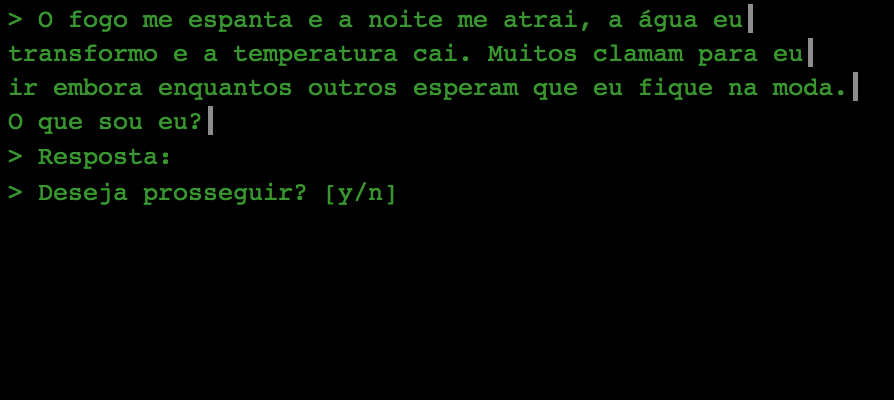 > O fogo me espanta e a noite me atrai, a água eu
transformo e a temperatura cai. Muitos clamam para eu
ir embora enquantos outros esperam que eu fique na moda.
O que sou eu?
> Resposta:
> Deseja prosseguir? [y/n]